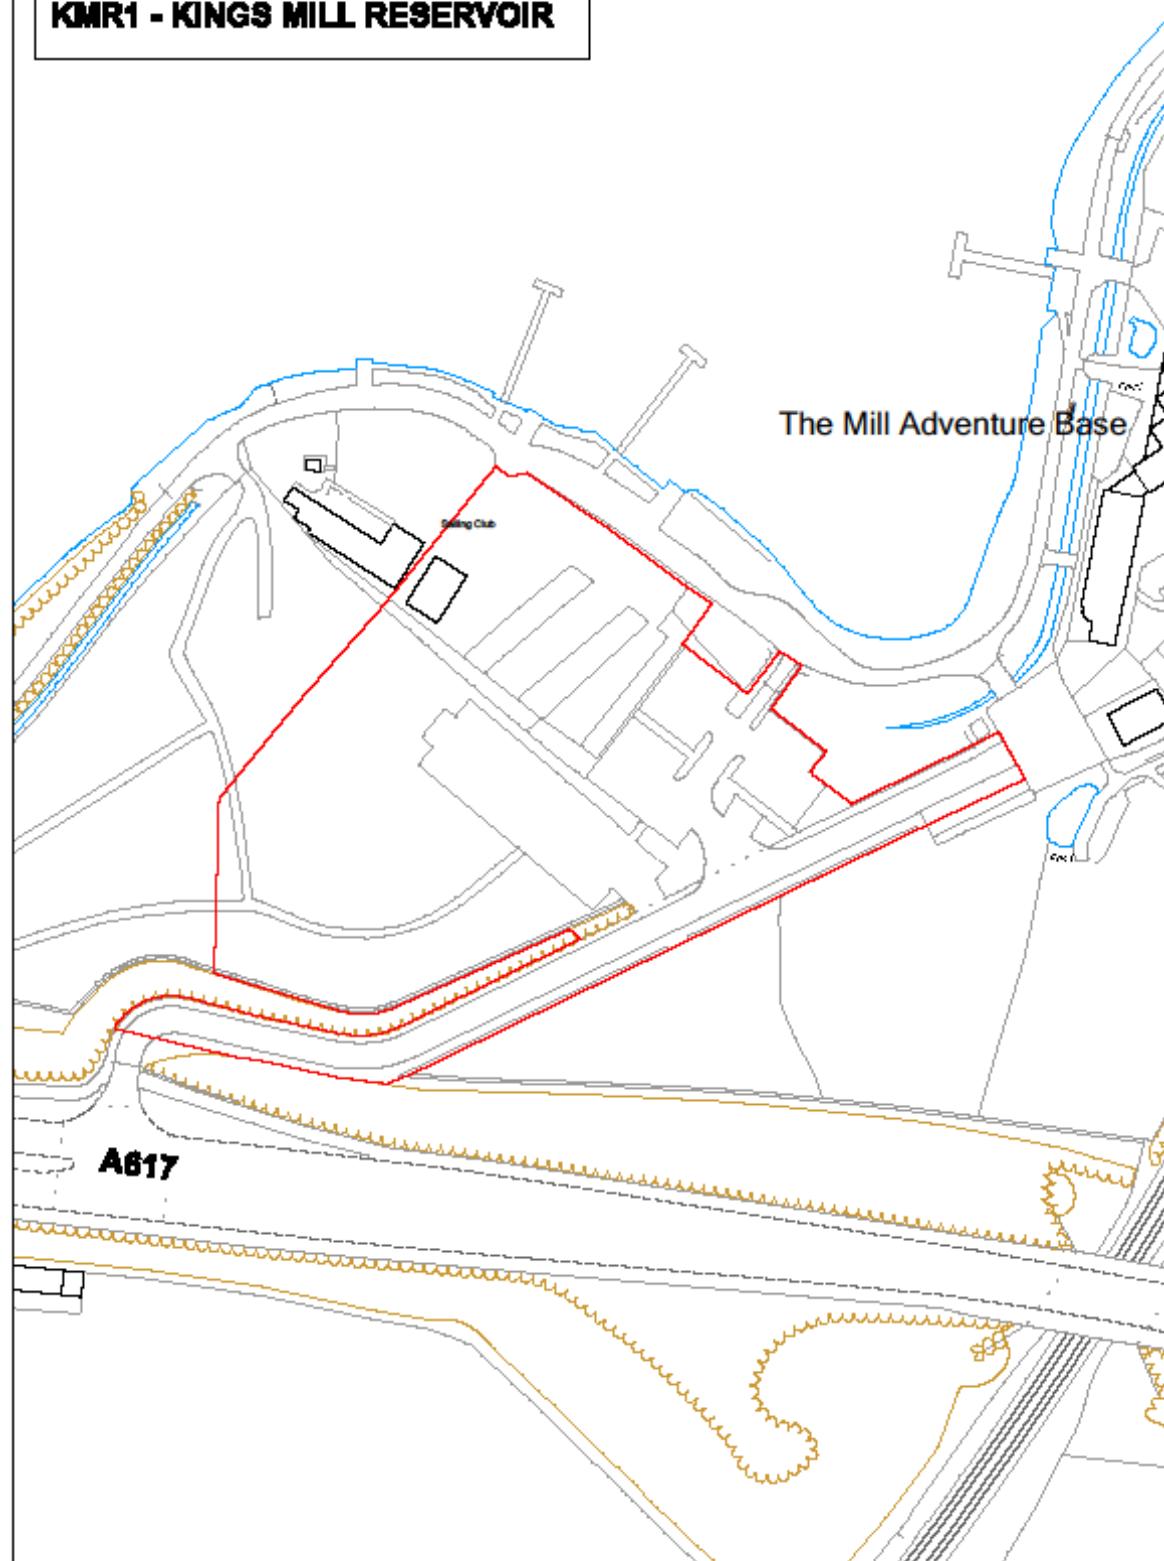 KMR1 - KINGS MILL RESERVOIR
The Mill Adventure Base
Sailing Club
A617